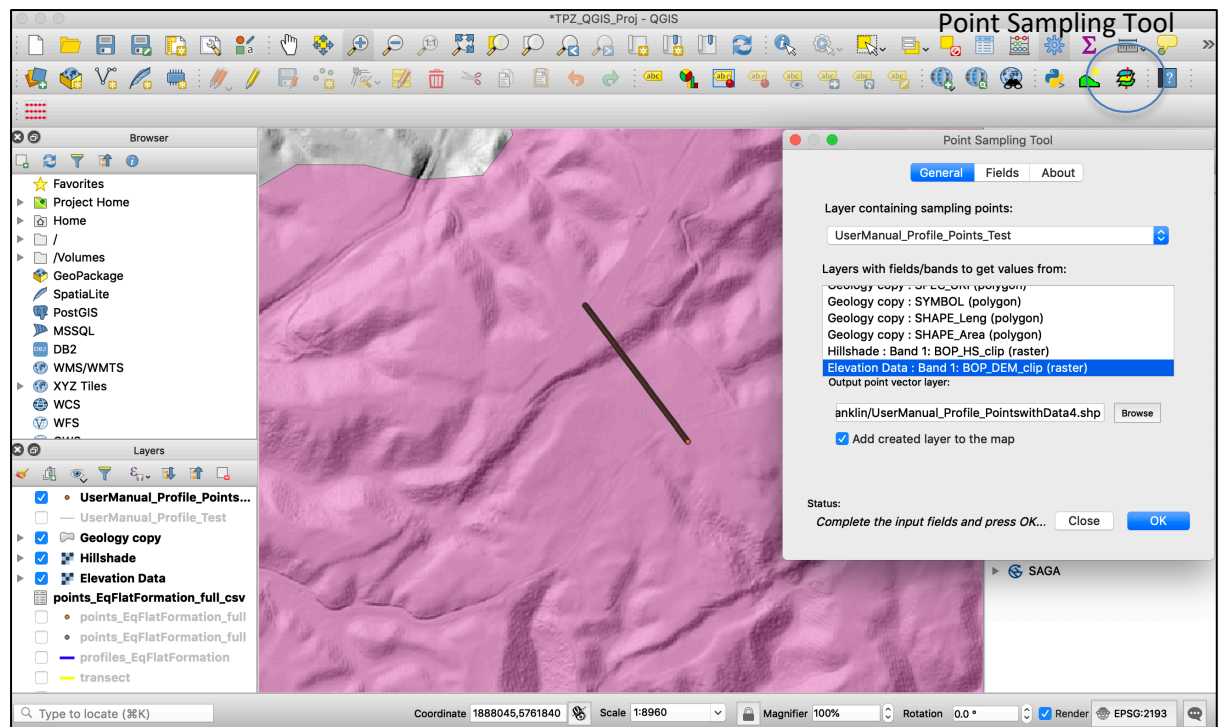 *TPZ_QGIS_Proj - QGIS
Point Sampling Tool
Browser
Favorites
Project Home
Home
/
/Volumes
GeoPackage
SpatiaLite
PostGIS
MSSQL
DB2
WMS/WMTS
XYZ Tiles
WCS
WFS
Layers
UserManual_Profile_Points...
UserManual_Profile_Test
Geology copy
Hillshade
Elevation Data
points_EqFlatFormation_full_csv
points_EqFlatFormation_full
points_EqFlatFormation_full
profiles_EqFlatFormation
transect
Point Sampling Tool
General Fields About
Layer containing sampling points:
UserManual_Profile_Points_Test
Layers with fields/bands to get values from:
Geology copy : SYMBOL (polygon)
Geology copy : SHAPE_Leng (polygon)
Geology copy : SHAPE_Area (polygon)
Hillshade : Band 1: BOP_HS_clip (raster)
Elevation Data : Band 1: BOP_DEM_clip (raster)
Output point vector layer:
anklin/UserManual_Profile_PointswithData4.shp Browse
Add created layer to the map
Status:
Complete the input fields and press OK... Close OK
SAGA
Type to locate (⌘K) Coordinate 1888045,5761840 Scale 1:8960 Magnifier 100% Rotation 0.0 ° Render EPSG:2193